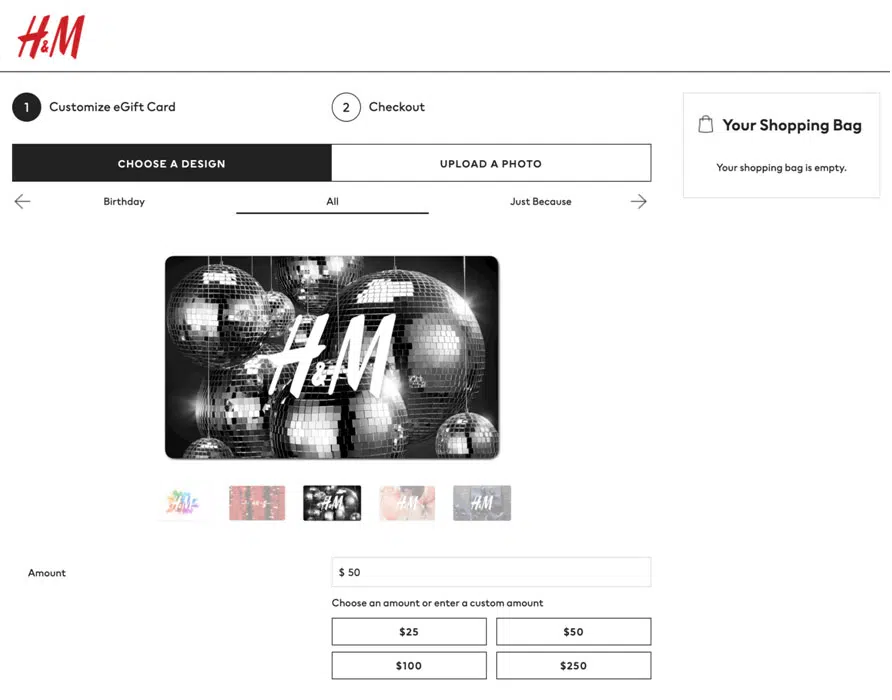 H&M
1 Customize eGift Card
2 Checkout
Your Shopping Bag
Your shopping bag is empty.
CHOOSE A DESIGN
UPLOAD A PHOTO
Birthday
All
Just Because
H&M
H&M
H&M
H&M
H&M
Amount
$ 50
Choose an amount or enter a custom amount
$25
$50
$100
$250